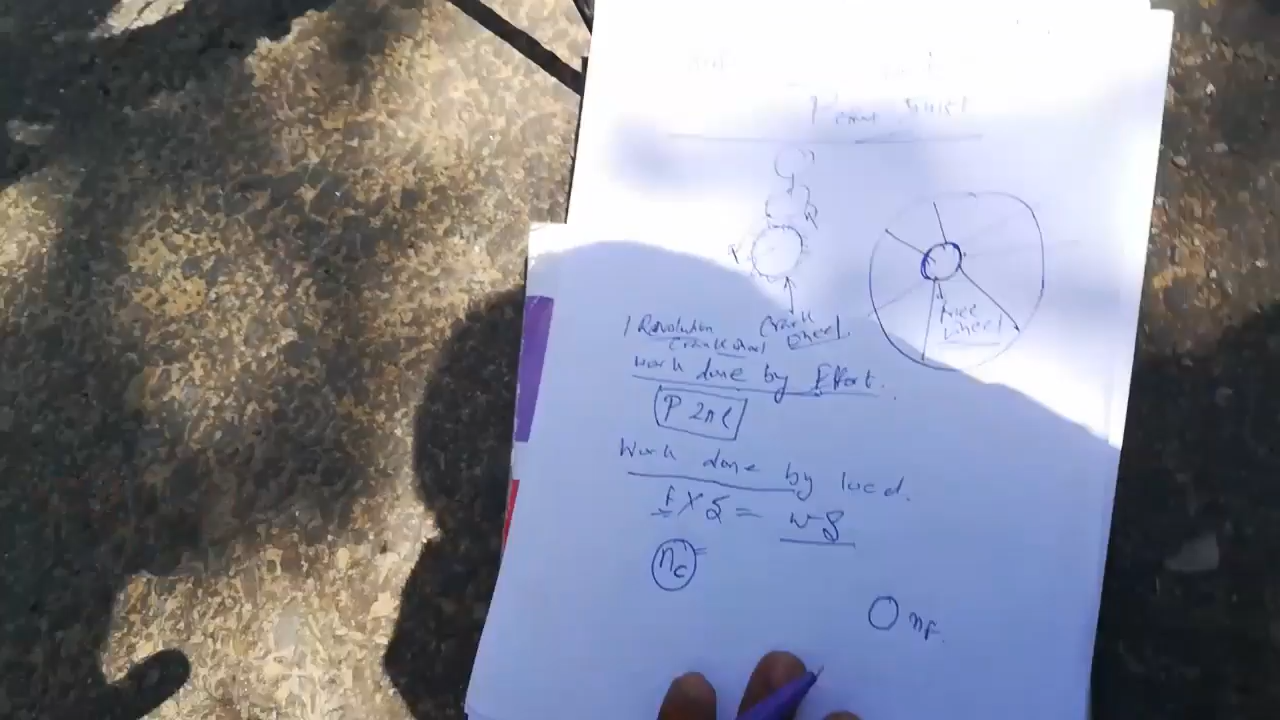 R
P
Free
wheel
Crank
wheel.
1 Revolution
Crank wheel
work done by Effort.
P 2πl
Work done by load.
f × S = wS
nc =
nF.